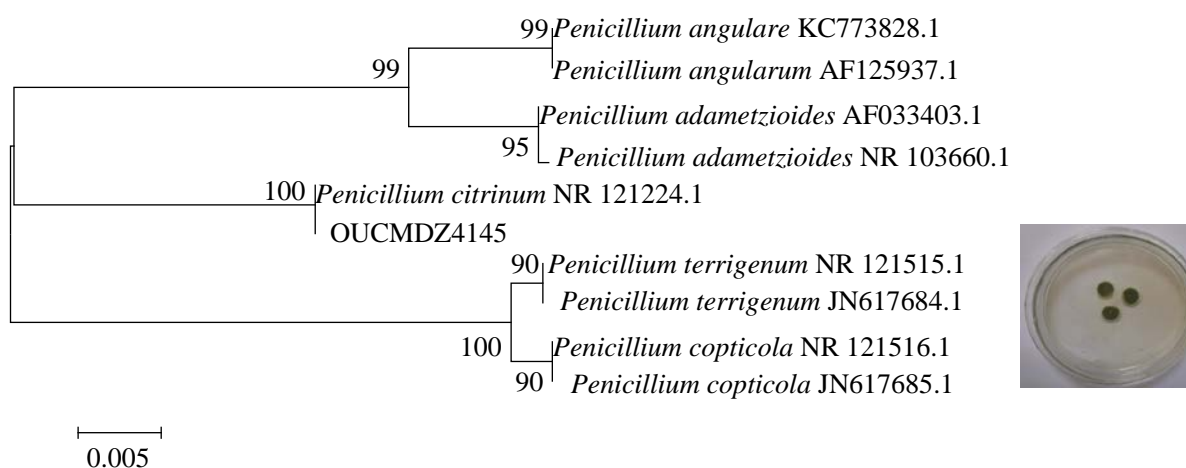 99 Penicillium angulare KC773828.1
99
Penicillium angularum AF125937.1
Penicillium adametzioides AF033403.1
95 Penicillium adametzioides NR 103660.1
100 Penicillium citrinum NR 121224.1
OUCMDZ4145
90 Penicillium terrigenum NR 121515.1
Penicillium terrigenum JN617684.1
100 Penicillium copticola NR 121516.1
90 Penicillium copticola JN617685.1
0.005